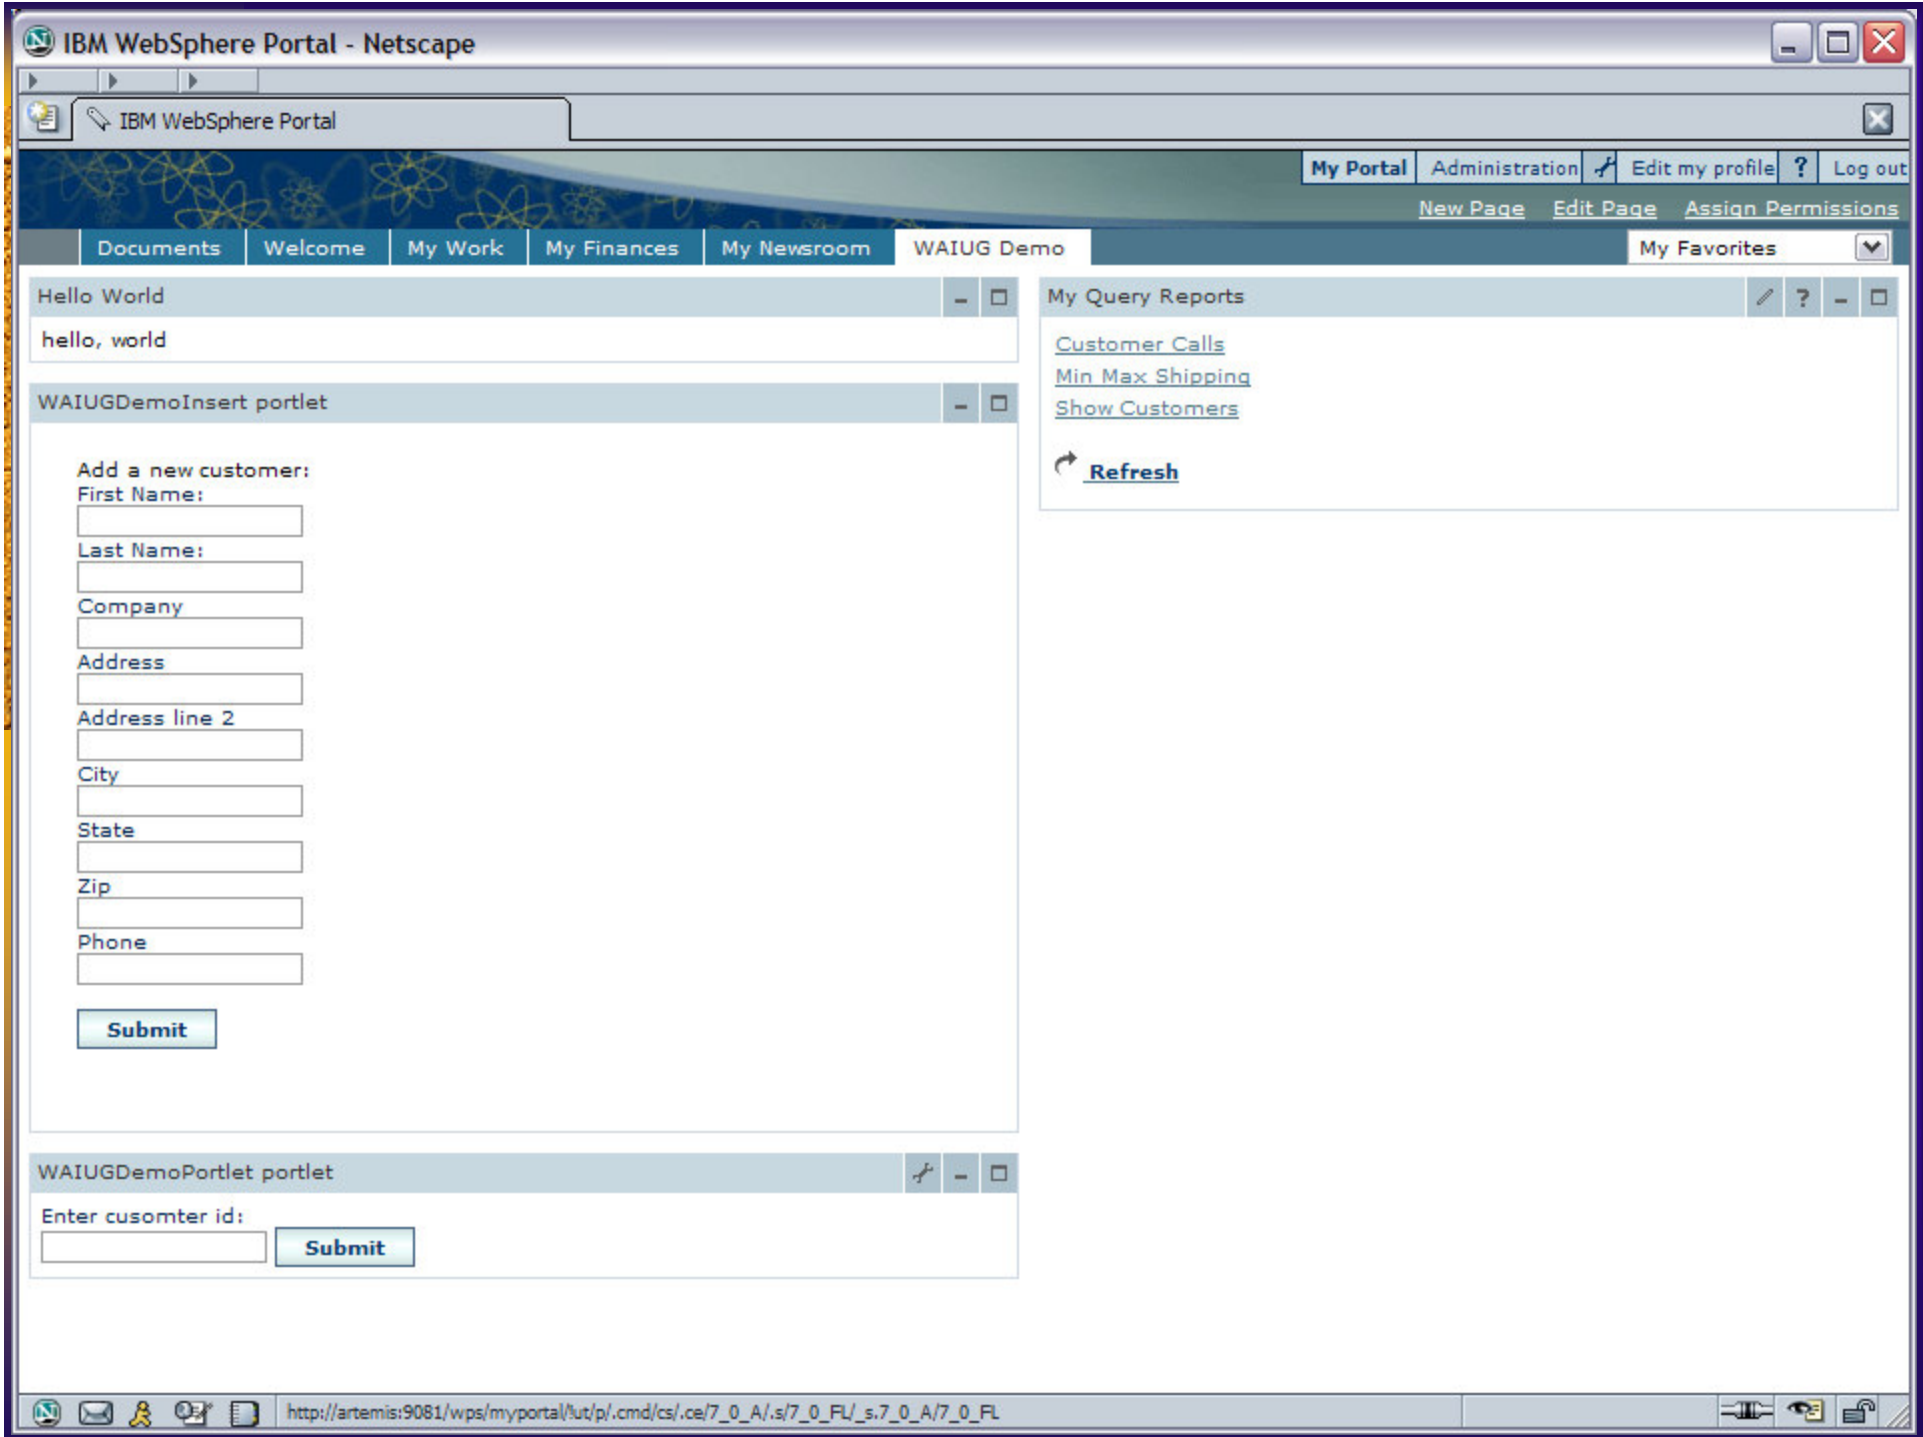 IBM WebSphere Portal - Netscape
IBM WebSphere Portal
My Portal Administration Edit my profile ? Log out
New Page Edit Page Assign Permissions
Documents Welcome My Work My Finances My Newsroom WAIUG Demo My Favorites
Hello World
hello, world
WAIUGDemoInsert portlet
Add a new customer:
First Name:
Last Name:
Company
Address
Address line 2
City
State
Zip
Phone
Submit
WAIUGDemoPortlet portlet
Enter cusomter id:
Submit
My Query Reports ?
Customer Calls
Min Max Shipping
Show Customers
Refresh
http://artemis:9081/wps/myportal/!ut/p/.cmd/cs/.ce/7_0_A/.s/7_0_FL/_s.7_0_A/7_0_FL